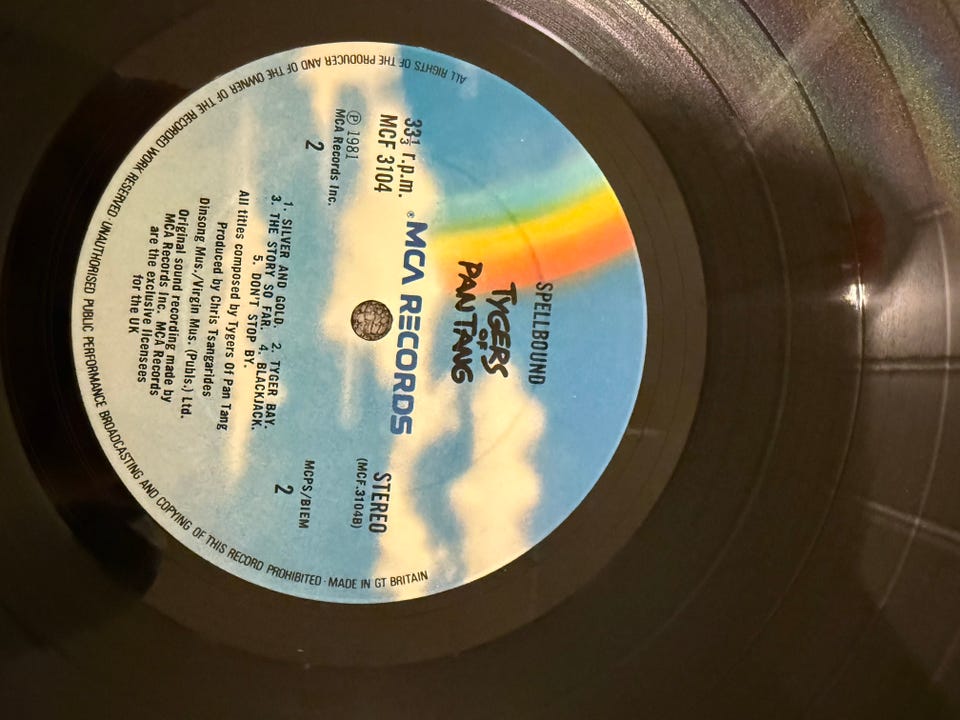 SPELLBOUND
TYGERS
OF
PAN TANG
®MCA RECORDS
33⅓ r.p.m.
MCF 3104
STEREO
(MCF.3104B)
Ⓟ 1981
MCA Records Inc.
2
MCPS/BIEM
2
1. SILVER AND GOLD. 2. TYGER BAY.
3. THE STORY SO FAR. 4. BLACKJACK.
5. DON'T STOP BY.
All titles composed by Tygers Of Pan Tang
Produced by Chris Tsangarides
Dinsong Mus./Virgin Mus. (Publs.) Ltd.
Original sound recording made by
MCA Records Inc. MCA Records
are the exclusive licensees
for the UK
ALL RIGHTS OF THE PRODUCER AND OF THE OWNER OF THE RECORDED WORK RESERVED · UNAUTHORISED PUBLIC PERFORMANCE BROADCASTING AND COPYING OF THIS RECORD PROHIBITED · MADE IN GT BRITAIN